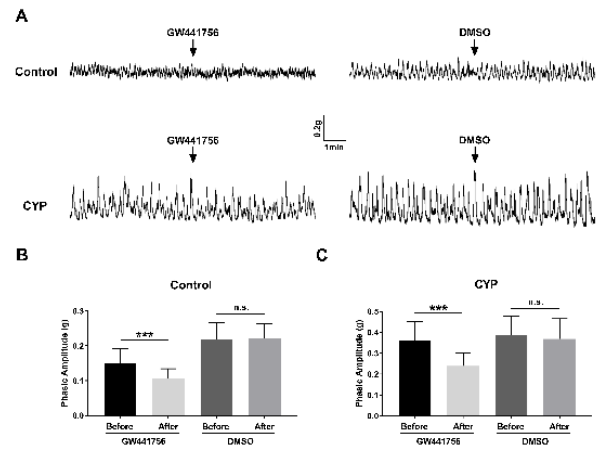 A
GW441756 DMSO
Control
GW441756 0.2g 1min DMSO
CYP
B C
Control CYP
Phasic Amplitude (g) 0.3 0.2 0.1 0.0 *** n.s.
Before After Before After
GW441756 DMSO
Phasic Amplitude (g) 0.5 0.4 0.3 0.2 0.1 0.0 *** n.s.
Before After Before After
GW441756 DMSO